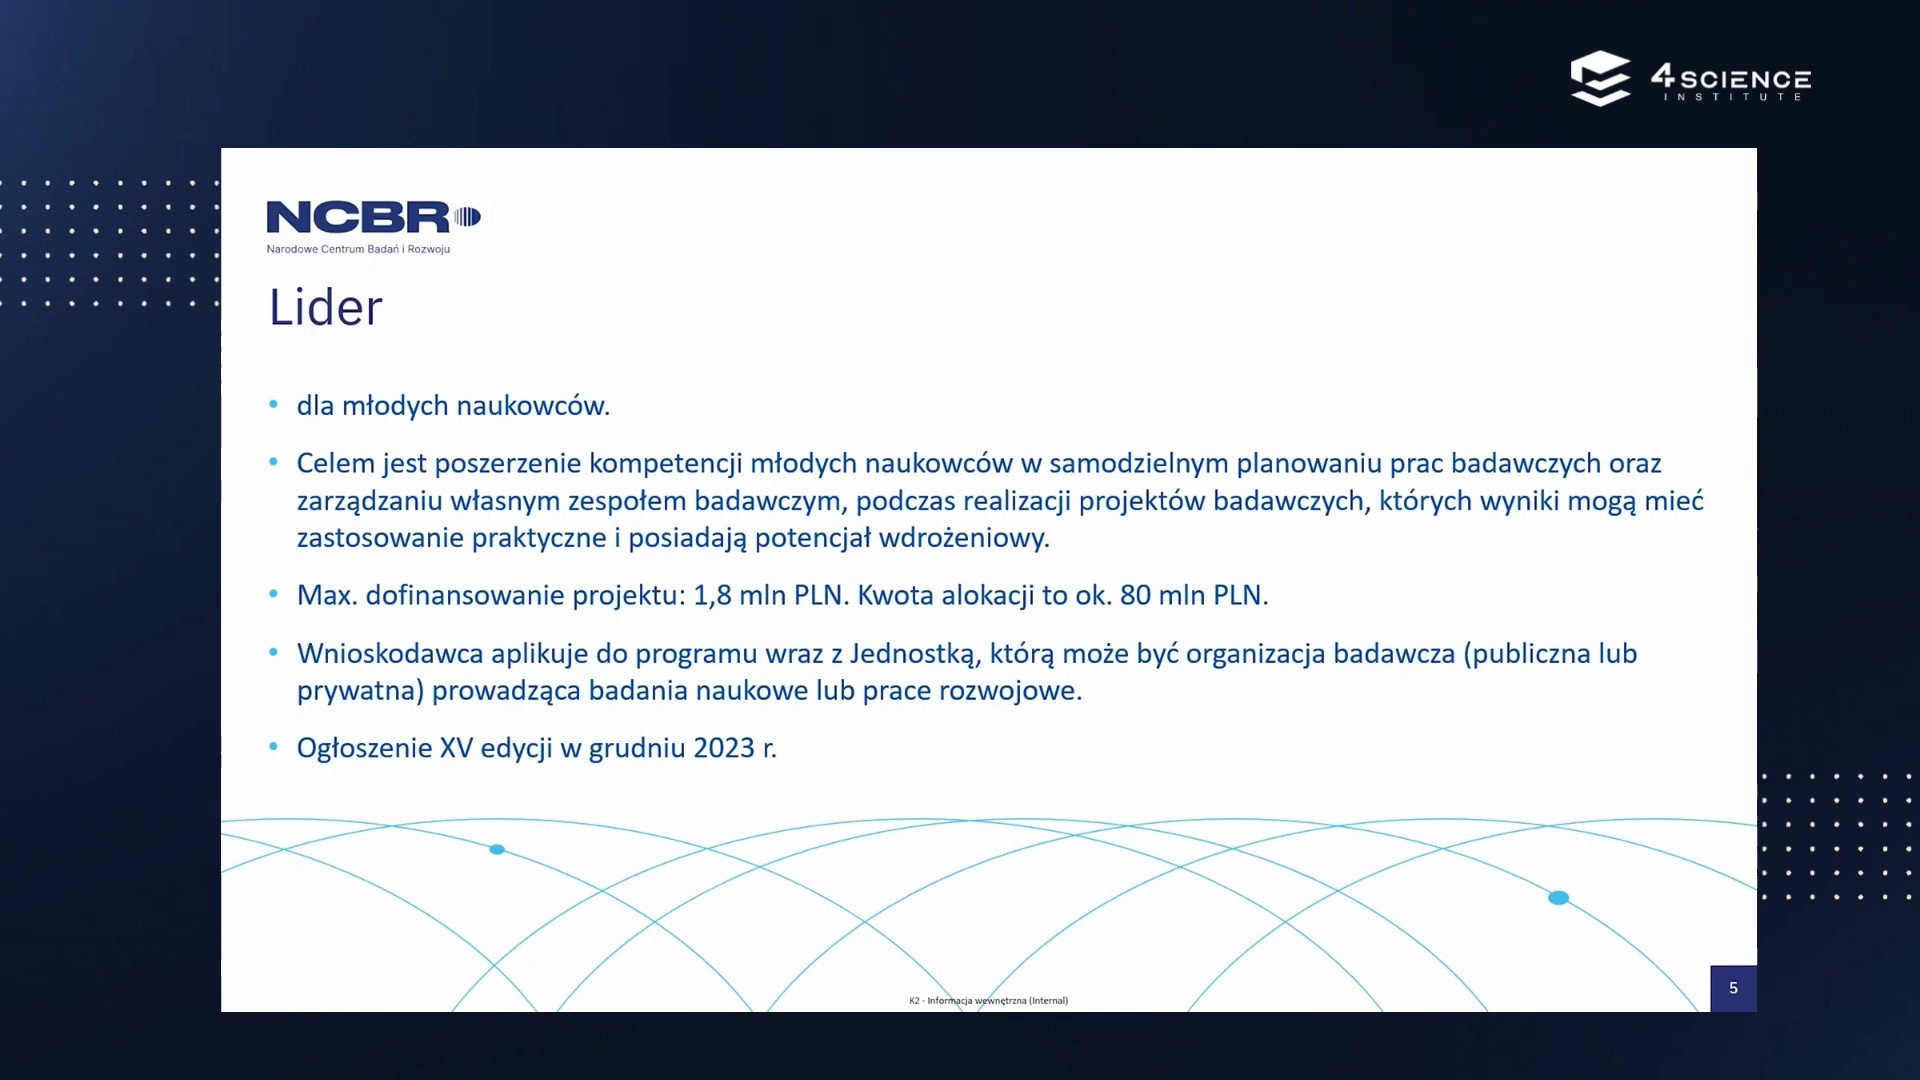 4SCIENCE
INSTITUTE
NCBR
Narodowe Centrum Badań i Rozwoju
Lider
• dla młodych naukowców.
• Celem jest poszerzenie kompetencji młodych naukowców w samodzielnym planowaniu prac badawczych oraz
zarządzaniu własnym zespołem badawczym, podczas realizacji projektów badawczych, których wyniki mogą mieć
zastosowanie praktyczne i posiadają potencjał wdrożeniowy.
• Max. dofinansowanie projektu: 1,8 mln PLN. Kwota alokacji to ok. 80 mln PLN.
• Wnioskodawca aplikuje do programu wraz z Jednostką, którą może być organizacja badawcza (publiczna lub
prywatna) prowadząca badania naukowe lub prace rozwojowe.
• Ogłoszenie XV edycji w grudniu 2023 r.
K2 - Informacja wewnętrzna (Internal)
5